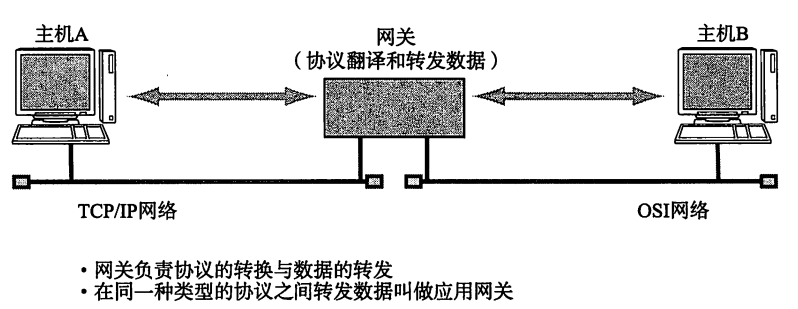 主机A
网关
（协议翻译和转发数据）
主机B
TCP/IP网络
OSI网络
·网关负责协议的转换与数据的转发
·在同一种类型的协议之间转发数据叫做应用网关